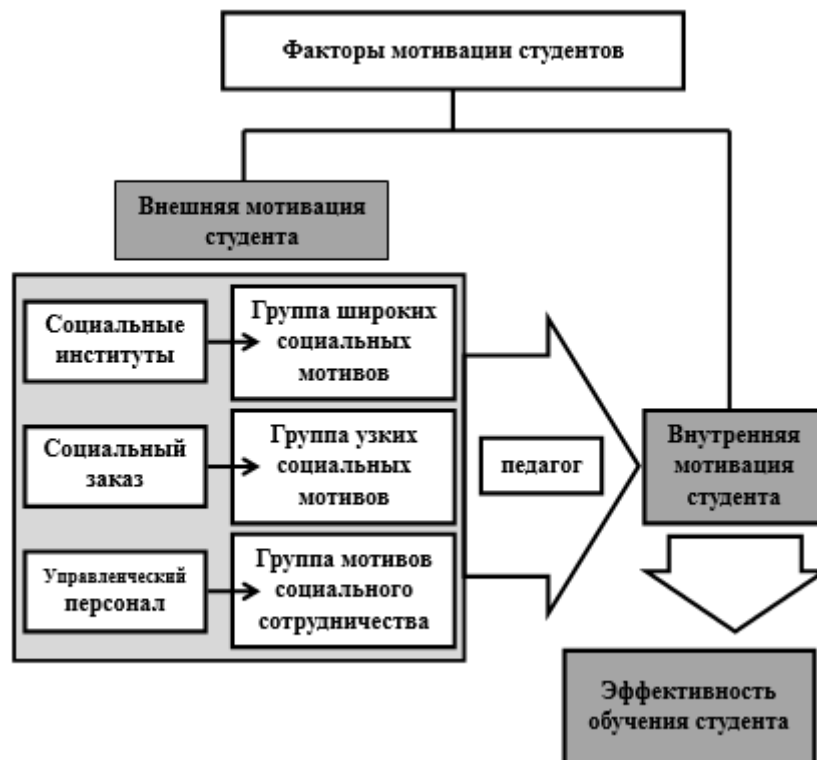 Факторы мотивации студентов
Внешняя мотивация
студента
Социальные
институты
Группа широких
социальных
мотивов
Социальный
заказ
Группа узких
социальных
мотивов
Управленческий
персонал
Группа мотивов
социального
сотрудничества
педагог
Внутренняя
мотивация
студента
Эффективность
обучения студента